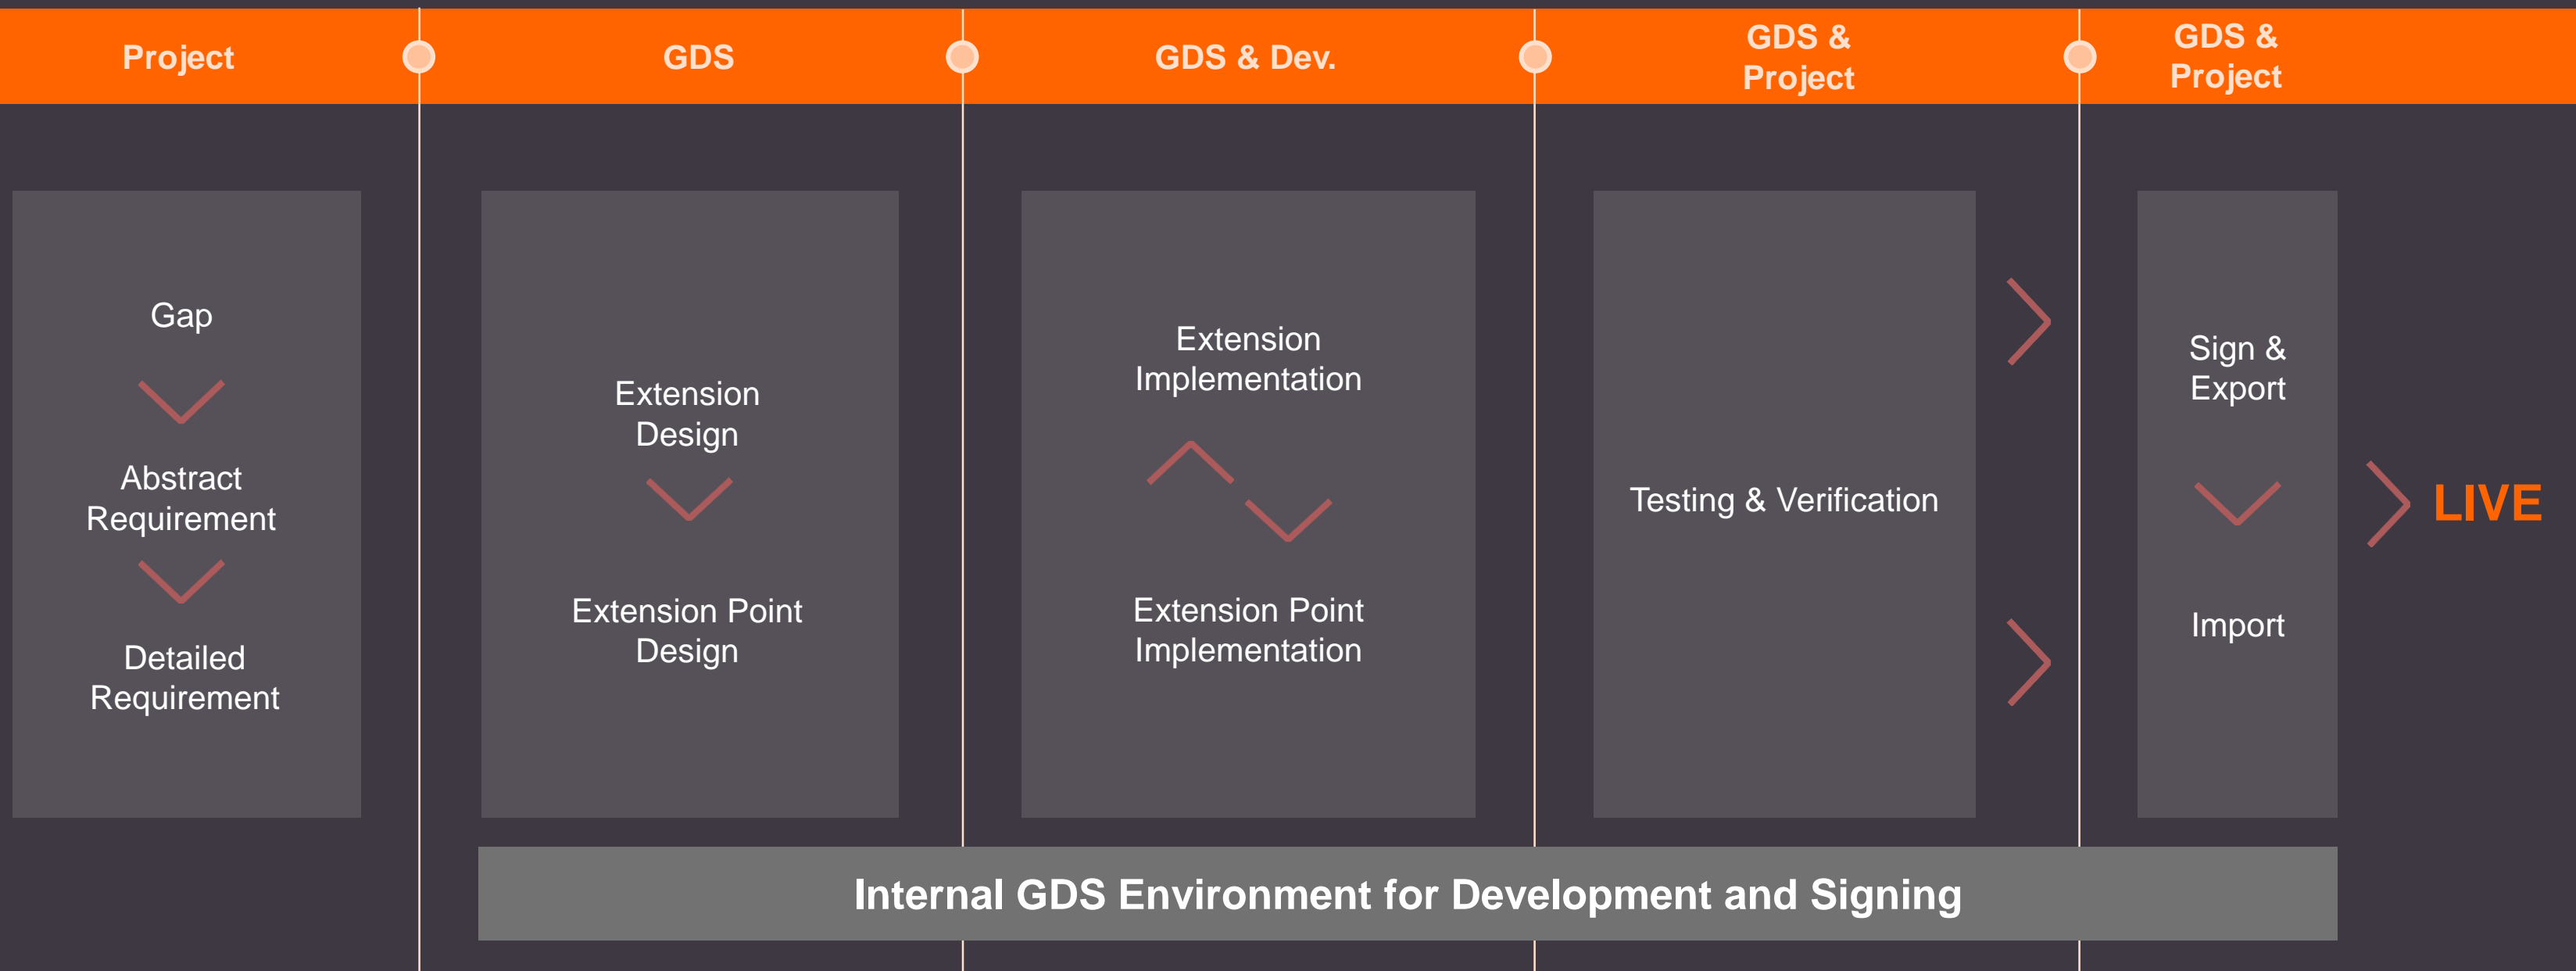 Project
GDS
GDS & Dev.
GDS &
Project
GDS &
Project
Gap
Abstract
Requirement
Detailed
Requirement
Extension
Design
Extension Point
Design
Extension
Implementation
Extension Point
Implementation
Testing & Verification
Sign &
Export
Import
LIVE
Internal GDS Environment for Development and Signing